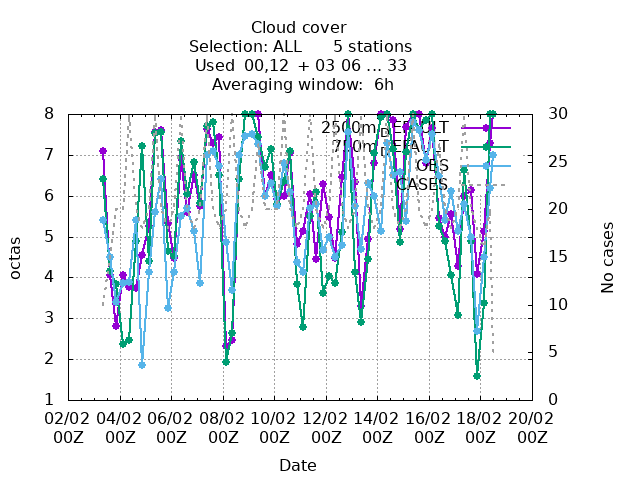 Cloud cover
Selection: ALL 5 stations
Used 00,12 + 03 06 ... 33
Averaging window: 6h
8 7 6 5 4 3 2 1
octas
30 25 20 15 10 5 0
No cases
2500m_DEFAULT
OBS
CASES
02/02 04/02 06/02 08/02 10/02 12/02 14/02 16/02 18/02 20/02
00Z 00Z 00Z 00Z 00Z 00Z 00Z 00Z 00Z 00Z
Date